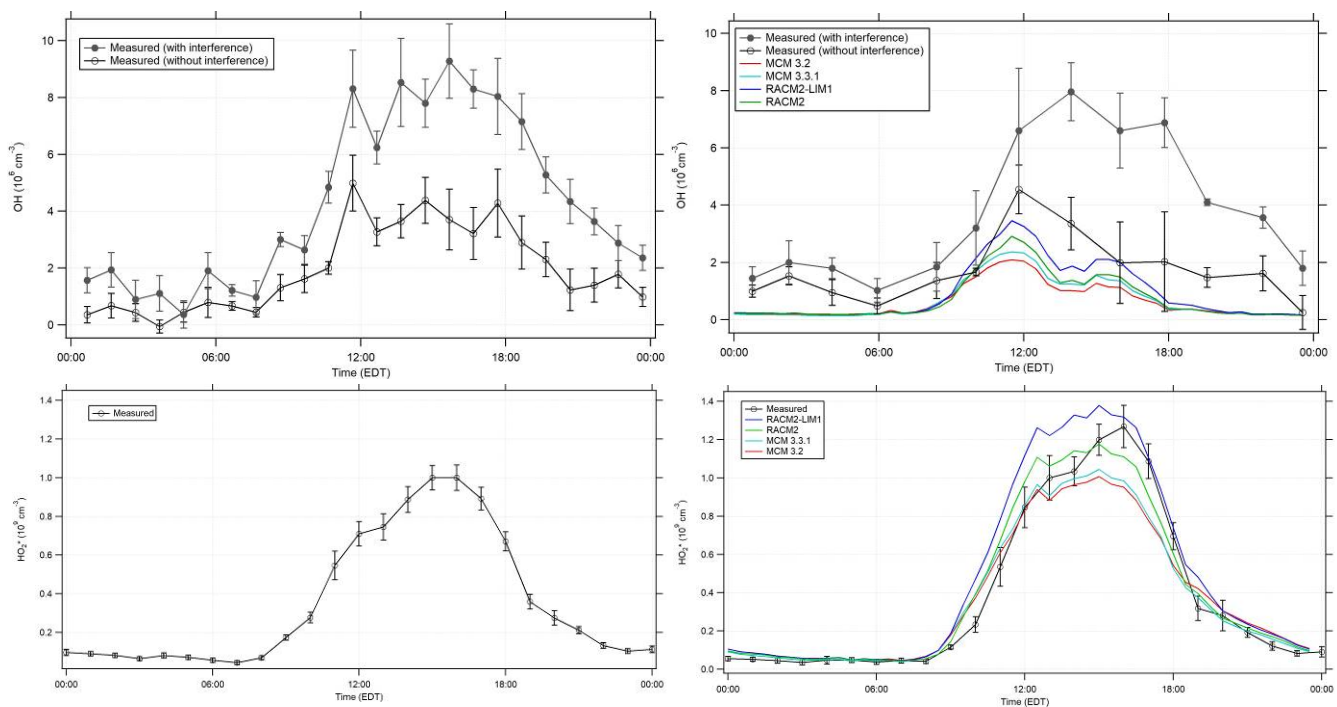 10
8
6
4
2
0
OH (10⁶ cm⁻³)
Measured (with interference)
Measured (without interference)
00:00 06:00 12:00 18:00 00:00
Time (EDT)
10
8
6
4
2
0
OH (10⁶ cm⁻³)
Measured (with interference)
Measured (without interference)
MCM 3.2
MCM 3.3.1
RACM2-LIM1
RACM2
00:00 06:00 12:00 18:00 00:00
Time (EDT)
1.4
1.2
1.0
0.8
0.6
0.4
0.2
HO₂* (10⁹ cm⁻³)
Measured
00:00 06:00 12:00 18:00 00:00
Time (EDT)
1.4
1.2
1.0
0.8
0.6
0.4
0.2
0.0
HO₂* (10⁹ cm⁻³)
Measured
RACM2-LIM1
RACM2
MCM 3.3.1
MCM 3.2
00:00 06:00 12:00 18:00 00:00
Time (EDT)